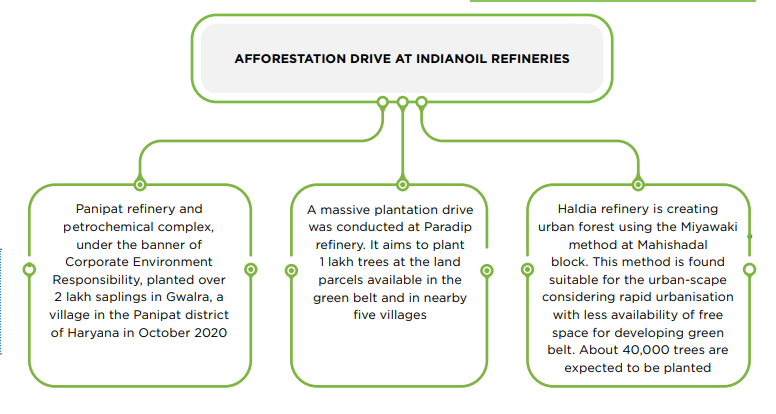 AFFORESTATION DRIVE AT INDIANOIL REFINERIES
Panipat refinery and
petrochemical complex,
under the banner of
Corporate Environment
Responsibility, planted over
2 lakh saplings in Gwalra, a
village in the Panipat district
of Haryana in October 2020
A massive plantation drive
was conducted at Paradip
refinery. It aims to plant
1 lakh trees at the land
parcels available in the
green belt and in nearby
five villages
Haldia refinery is creating
urban forest using the Miyawaki
method at Mahishadal
block. This method is found
suitable for the urban-scape
considering rapid urbanisation
with less availability of free
space for developing green
belt. About 40,000 trees are
expected to be planted